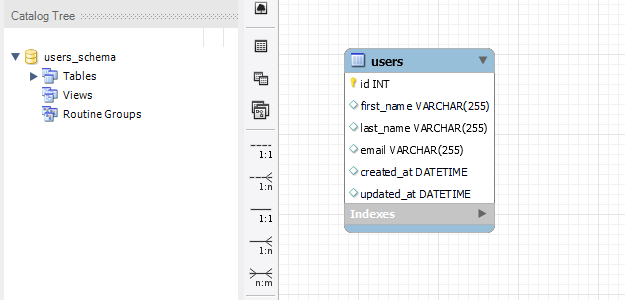 Catalog Tree
users_schema
Tables
Views
Routine Groups
1:1
1:n
1:1
1:n
n:m
users
id INT
first_name VARCHAR(255)
last_name VARCHAR(255)
email VARCHAR(255)
created_at DATETIME
updated_at DATETIME
Indexes